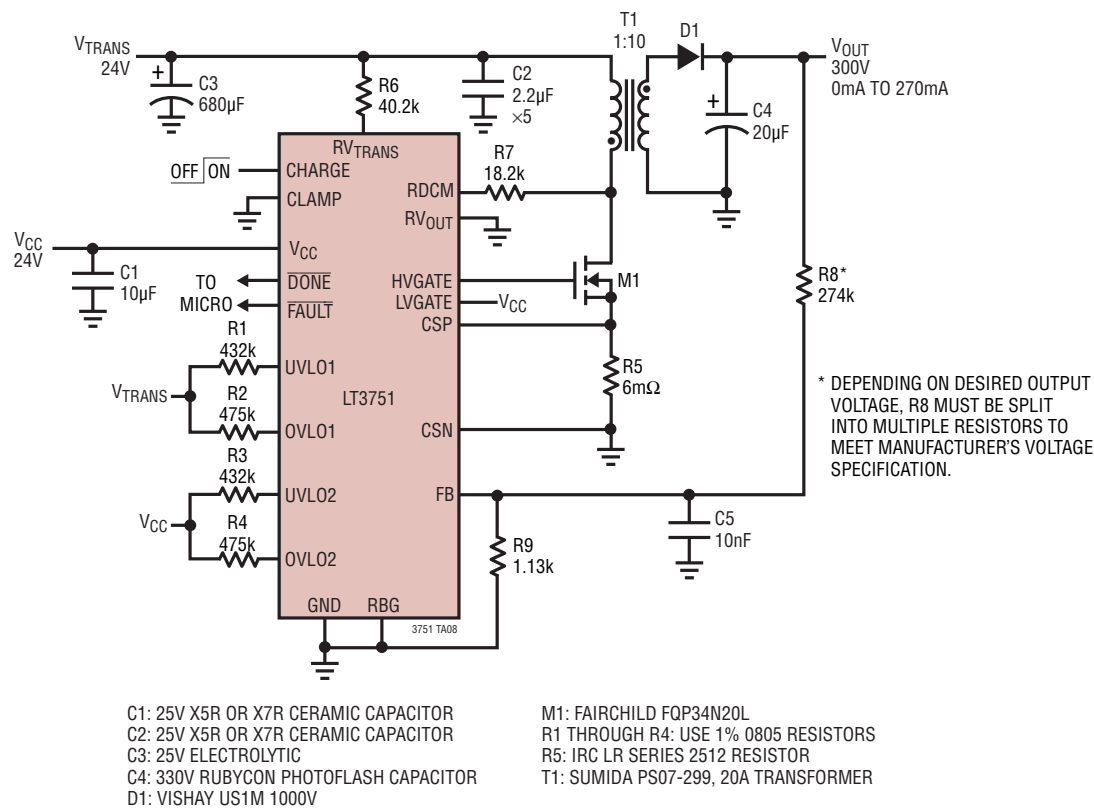 T1
1:10
D1
VTRANS
24V
+
C3
680µF
R6
40.2k
C2
2.2µF
×5
VOUT
300V
0mA TO 270mA
+
C4
20µF
RVTRANS
OFF ON
CHARGE
CLAMP
R7
18.2k
RDCM
RVOUT
VCC
24V
C1
10µF
VCC
TO
MICRO
DONE
FAULT
HVGATE
LVGATE
VCC
CSP
M1
R8*
274k
R1
432k
UVLO1
VTRANS
R2
475k
OVLO1
LT3751
R5
6mΩ
CSN
* DEPENDING ON DESIRED OUTPUT
VOLTAGE, R8 MUST BE SPLIT
INTO MULTIPLE RESISTORS TO
MEET MANUFACTURER'S VOLTAGE
SPECIFICATION.
R3
432k
UVLO2
VCC
R4
475k
OVLO2
FB
C5
10nF
R9
1.13k
GND
RBG
3751 TA08
C1: 25V X5R OR X7R CERAMIC CAPACITOR
C2: 25V X5R OR X7R CERAMIC CAPACITOR
C3: 25V ELECTROLYTIC
C4: 330V RUBYCON PHOTOFLASH CAPACITOR
D1: VISHAY US1M 1000V
M1: FAIRCHILD FQP34N20L
R1 THROUGH R4: USE 1% 0805 RESISTORS
R5: IRC LR SERIES 2512 RESISTOR
T1: SUMIDA PS07-299, 20A TRANSFORMER